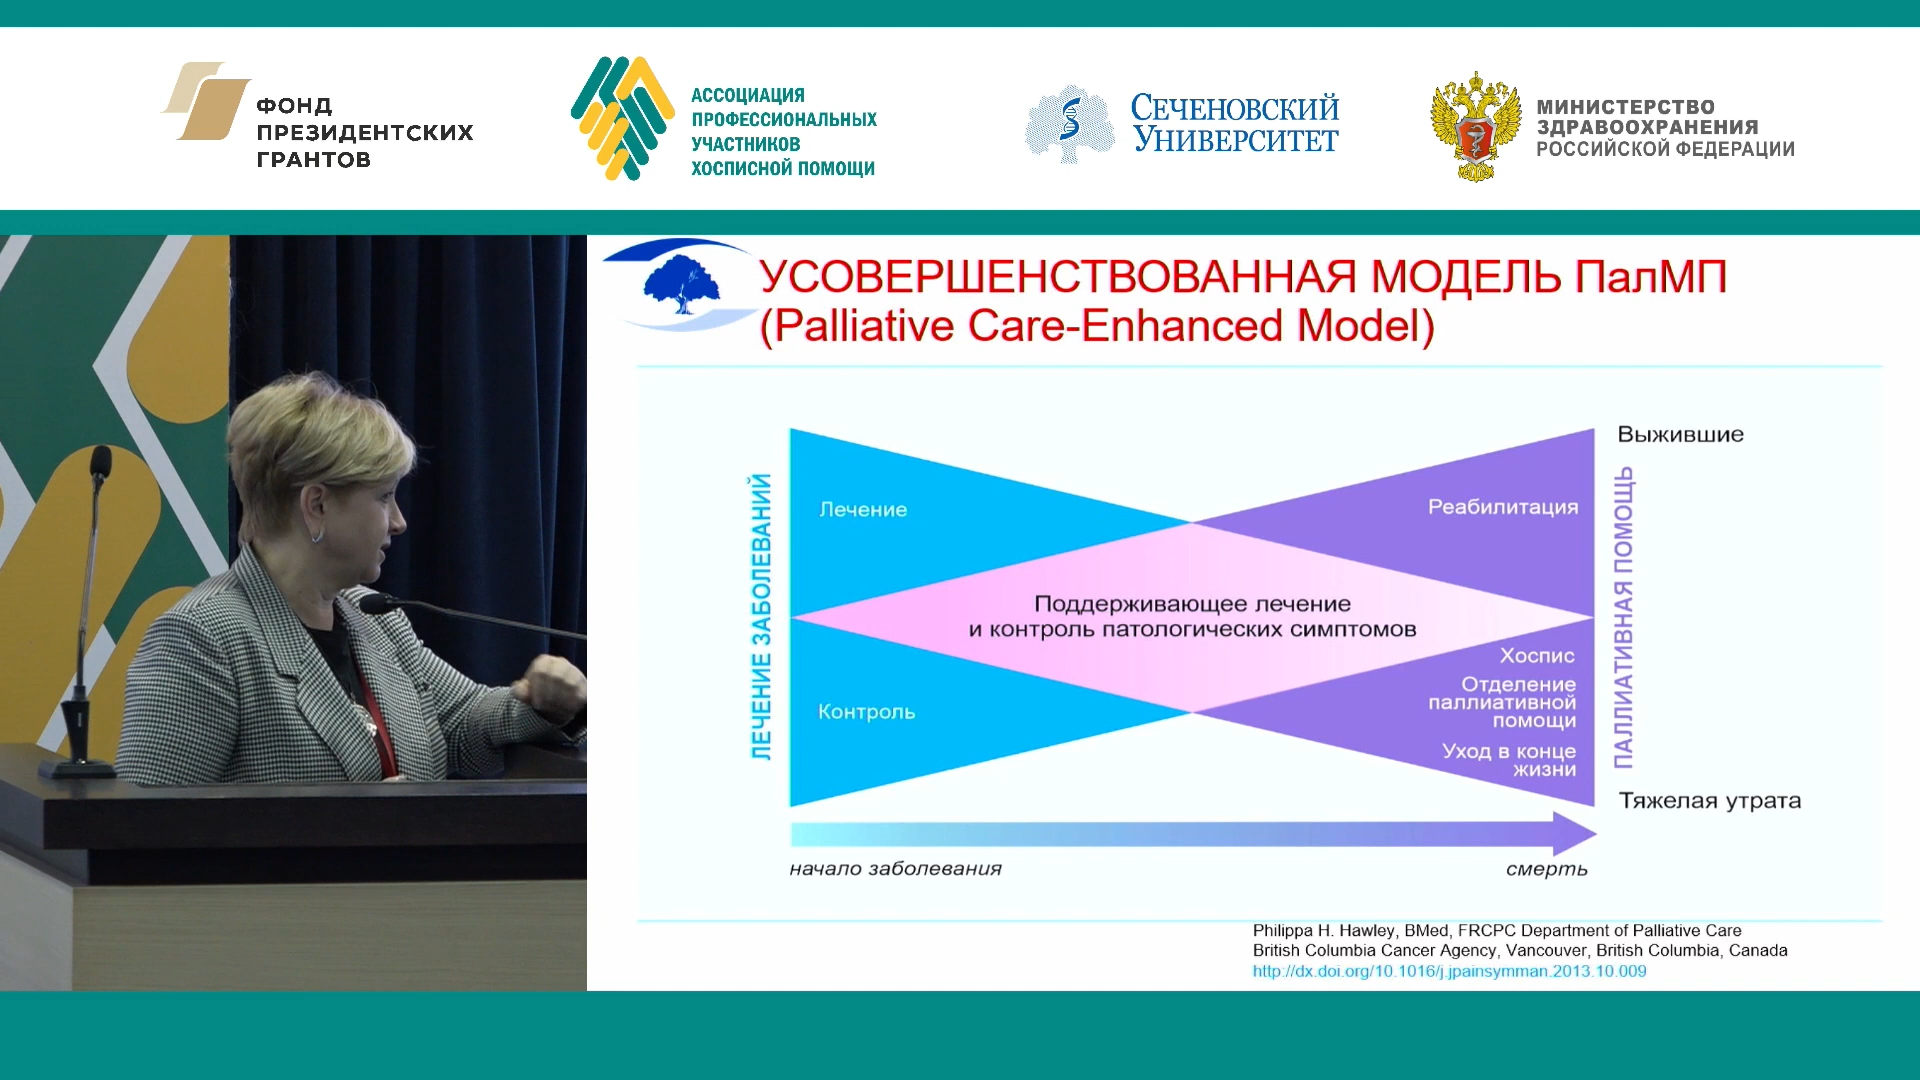 ФОНД
ПРЕЗИДЕНТСКИХ
ГРАНТОВ
АССОЦИАЦИЯ
ПРОФЕССИОНАЛЬНЫХ
УЧАСТНИКОВ
ХОСПИСНОЙ ПОМОЩИ
СЕЧЕНОВСКИЙ
УНИВЕРСИТЕТ
МИНИСТЕРСТВО
ЗДРАВООХРАНЕНИЯ
РОССИЙСКОЙ ФЕДЕРАЦИИ
УСОВЕРШЕНСТВОВАННАЯ МОДЕЛЬ ПалМП
(Palliative Care-Enhanced Model)
ЛЕЧЕНИЕ ЗАБОЛЕВАНИЙ
Лечение
Контроль
Поддерживающее лечение
и контроль патологических симптомов
Реабилитация
Хоспис
Отделение
паллиативной
помощи
Уход в конце
жизни
Выжившие
ПАЛЛИАТИВНАЯ ПОМОЩЬ
Тяжелая утрата
начало заболевания
смерть
Philippa H. Hawley, BMed, FRCPC Department of Palliative Care
British Columbia Cancer Agency, Vancouver, British Columbia, Canada
http://dx.doi.org/10.1016/j.jpainsymman.2013.10.009